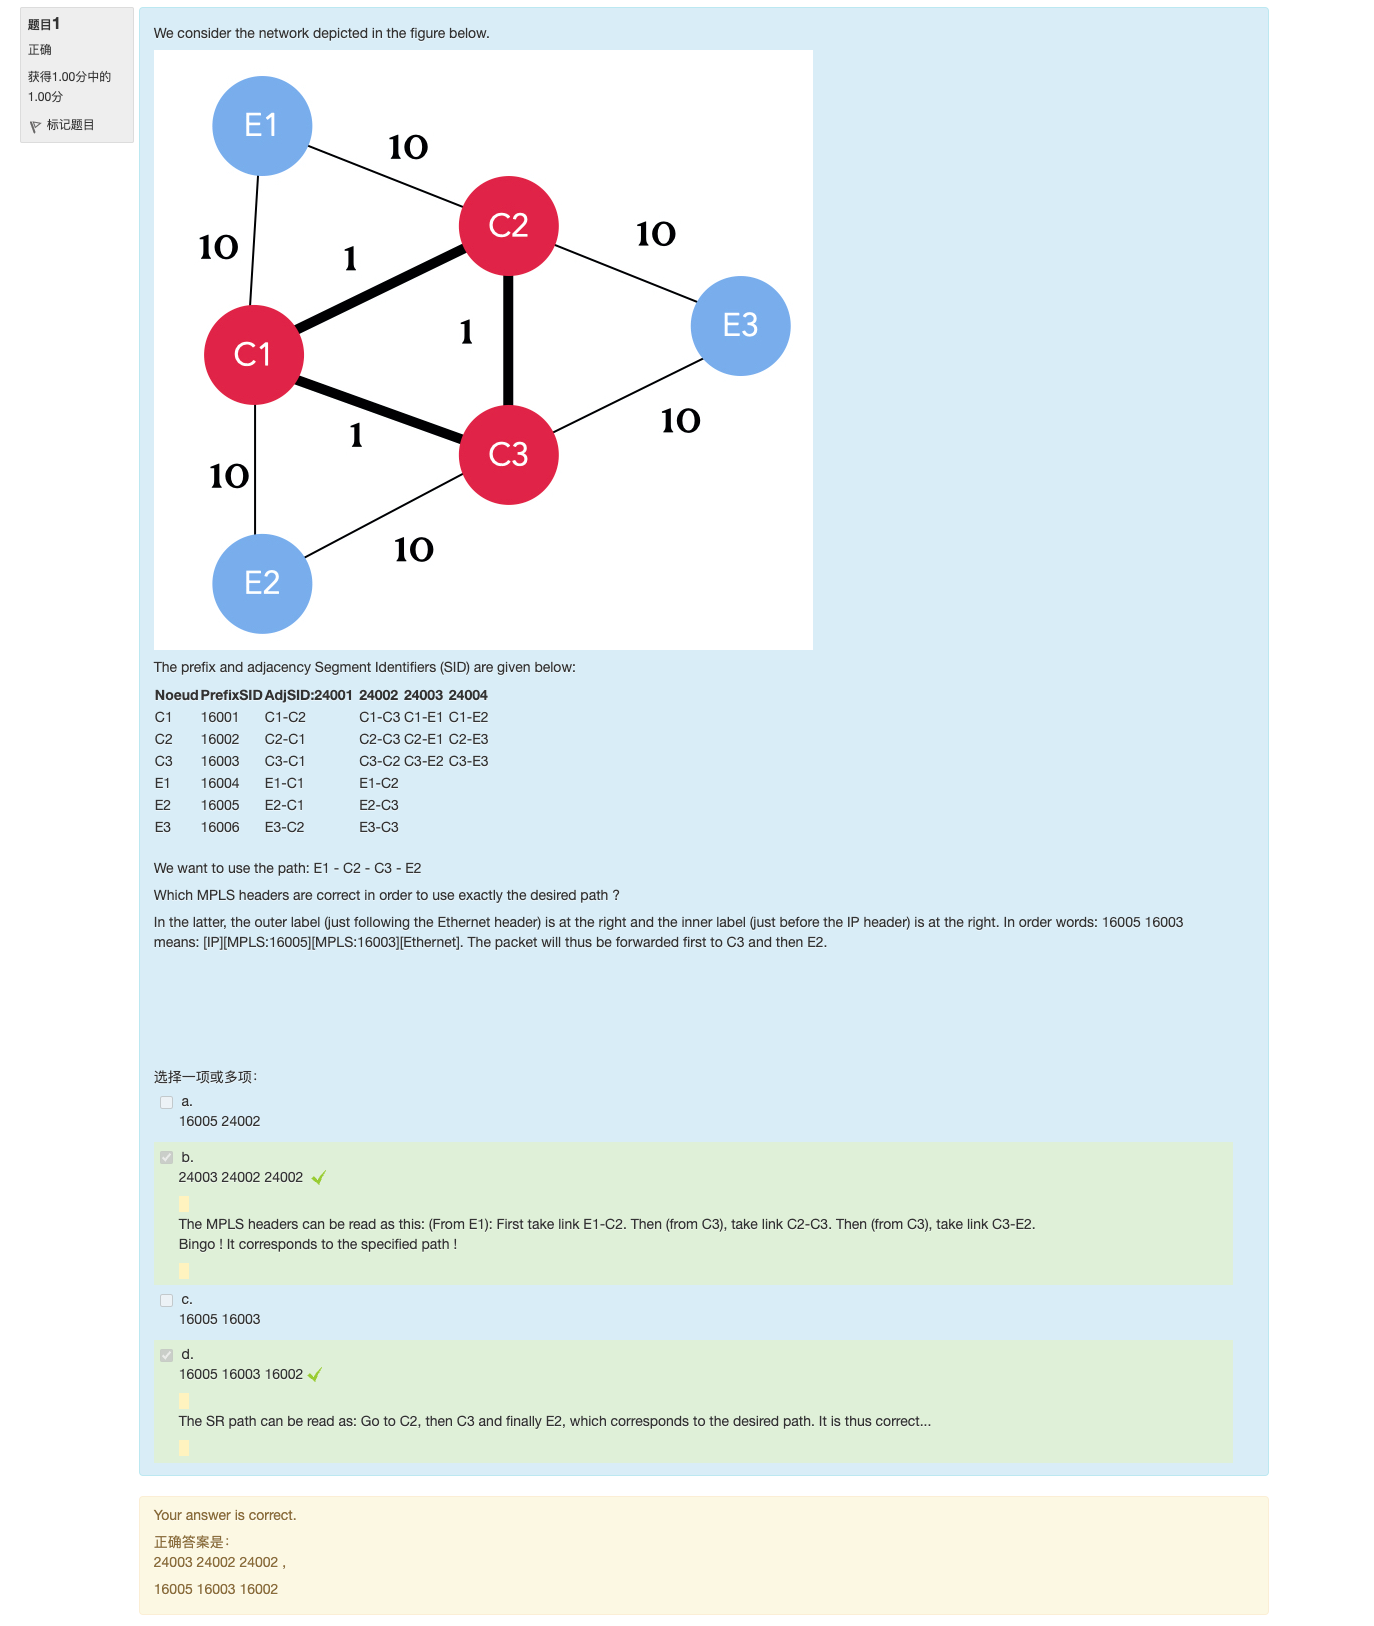 题目1
正确
获得1.00分中的
1.00分
标记题目
We consider the network depicted in the figure below.
E1
10
C2
10
10
1
E3
1
C1
10
1
C3
10
10
E2
The prefix and adjacency Segment Identifiers (SID) are given below:
Noeud PrefixSID AdjSID:24001 24002 24003 24004
C1 16001 C1-C2 C1-C3 C1-E1 C1-E2
C2 16002 C2-C1 C2-C3 C2-E1 C2-E3
C3 16003 C3-C1 C3-C2 C3-E2 C3-E3
E1 16004 E1-C1 E1-C2
E2 16005 E2-C1 E2-C3
E3 16006 E3-C2 E3-C3
We want to use the path: E1 - C2 - C3 - E2
Which MPLS headers are correct in order to use exactly the desired path ?
In the latter, the outer label (just following the Ethernet header) is at the right and the inner label (just before the IP header) is at the right. In order words: 16005 16003
means: [IP][MPLS:16005][MPLS:16003][Ethernet]. The packet will thus be forwarded first to C3 and then E2.
选择一项或多项：
a.
16005 24002
b.
24003 24002 24002
The MPLS headers can be read as this: (From E1): First take link E1-C2. Then (from C3), take link C2-C3. Then (from C3), take link C3-E2.
Bingo ! It corresponds to the specified path !
c.
16005 16003
d.
16005 16003 16002
The SR path can be read as: Go to C2, then C3 and finally E2, which corresponds to the desired path. It is thus correct...
Your answer is correct.
正确答案是：
24003 24002 24002 ,
16005 16003 16002